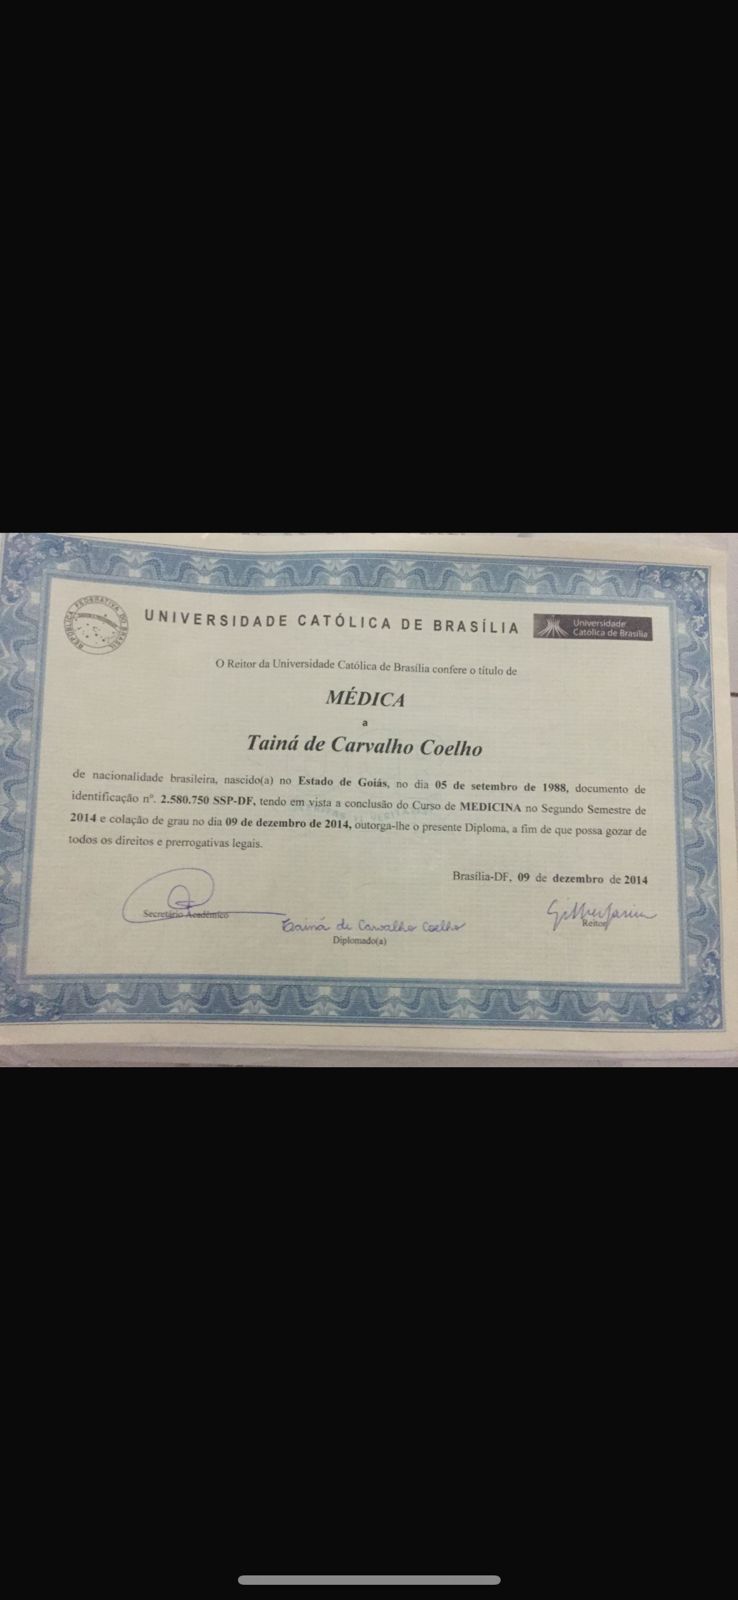 REPÚBLICA FEDERATIVA DO BRASIL
UNIVERSIDADE CATÓLICA DE BRASÍLIA
Universidade
Católica de Brasília
O Reitor da Universidade Católica de Brasília confere o título de
MÉDICA
a
Tainá de Carvalho Coelho
de nacionalidade brasileira, nascido(a) no Estado de Goiás, no dia 05 de setembro de 1988, documento de
identificação nº. 2.580.750 SSP-DF, tendo em vista a conclusão do Curso de MEDICINA no Segundo Semestre de
2014 e colação de grau no dia 09 de dezembro de 2014, outorga-lhe o presente Diploma, a fim de que possa gozar de
todos os direitos e prerrogativas legais.
Brasília-DF, 09 de dezembro de 2014
Secretário Acadêmico
Tainá de Carvalho Coelho
Diplomado(a)
Reitor